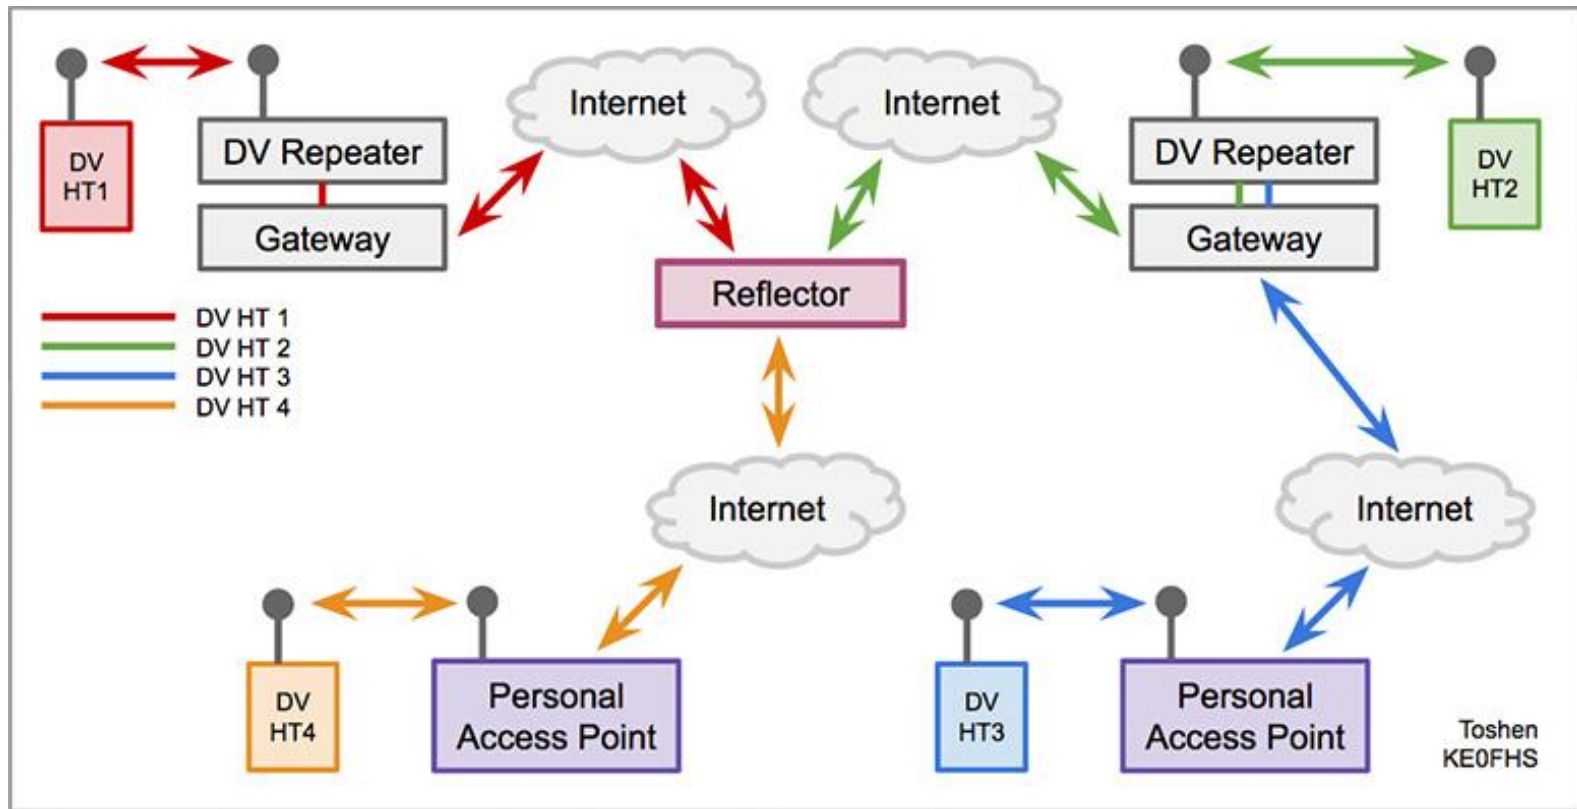 Internet
Internet
DV
HT1
DV Repeater
Gateway
DV Repeater
Gateway
DV
HT2
Reflector
DV HT 1
DV HT 2
DV HT 3
DV HT 4
Internet
Internet
DV
HT4
Personal
Access Point
DV
HT3
Personal
Access Point
Toshen
KE0FHS